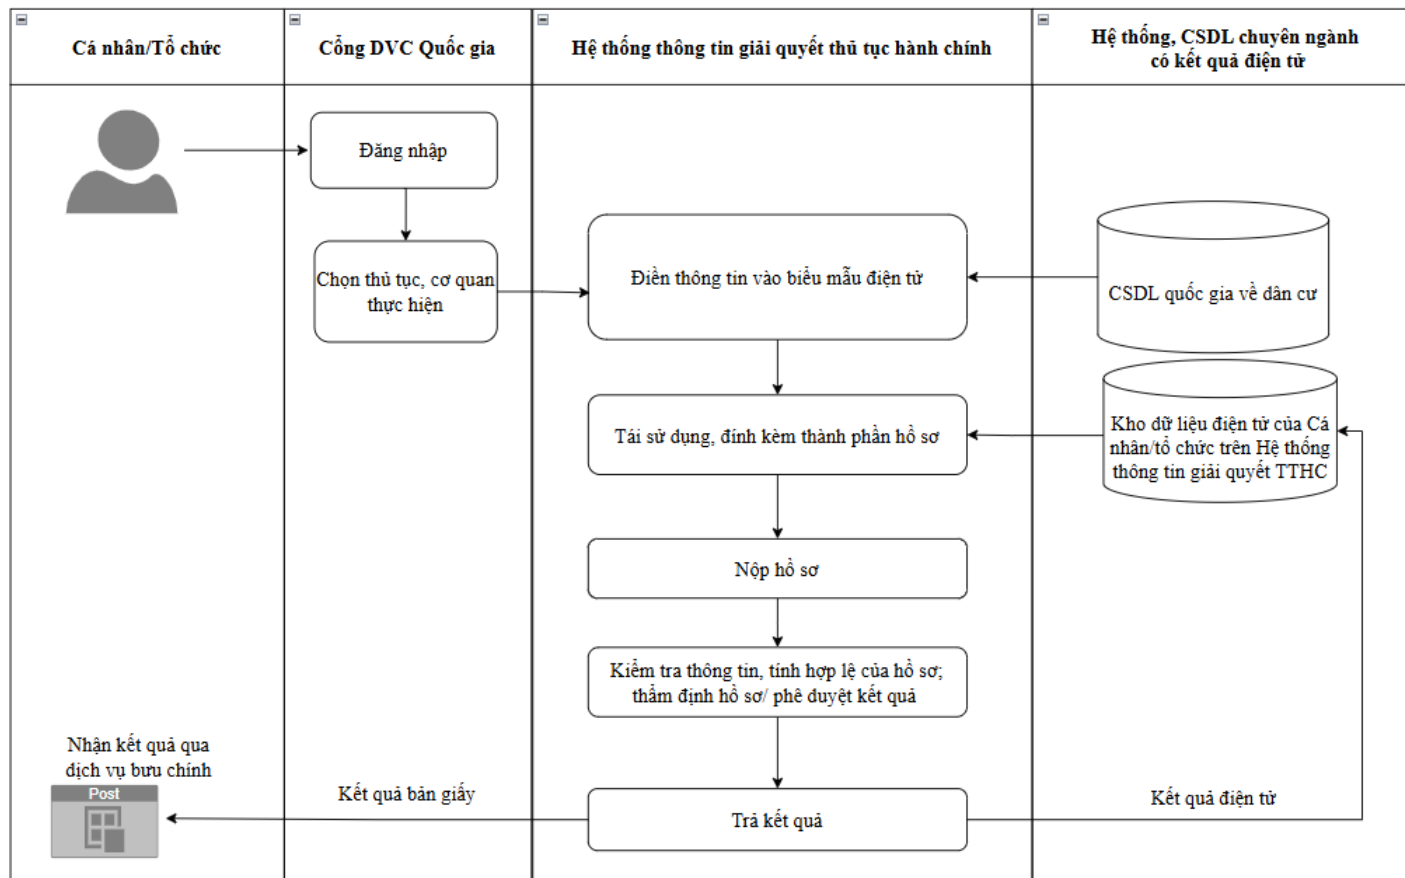 Cá nhân/Tổ chức
Cổng DVC Quốc gia
Hệ thống thông tin giải quyết thủ tục hành chính
Hệ thống, CSDL chuyên ngành
có kết quả điện tử
Đăng nhập
Chọn thủ tục, cơ quan
thực hiện
Điền thông tin vào biểu mẫu điện tử
CSDL quốc gia về dân cư
Tái sử dụng, đính kèm thành phần hồ sơ
Kho dữ liệu điện tử của Cá
nhân/tổ chức trên Hệ thống
thông tin giải quyết TTHC
Nộp hồ sơ
Kiểm tra thông tin, tính hợp lệ của hồ sơ;
thẩm định hồ sơ/ phê duyệt kết quả
Nhận kết quả qua
dịch vụ bưu chính
Post
Kết quả bản giấy
Trả kết quả
Kết quả điện tử